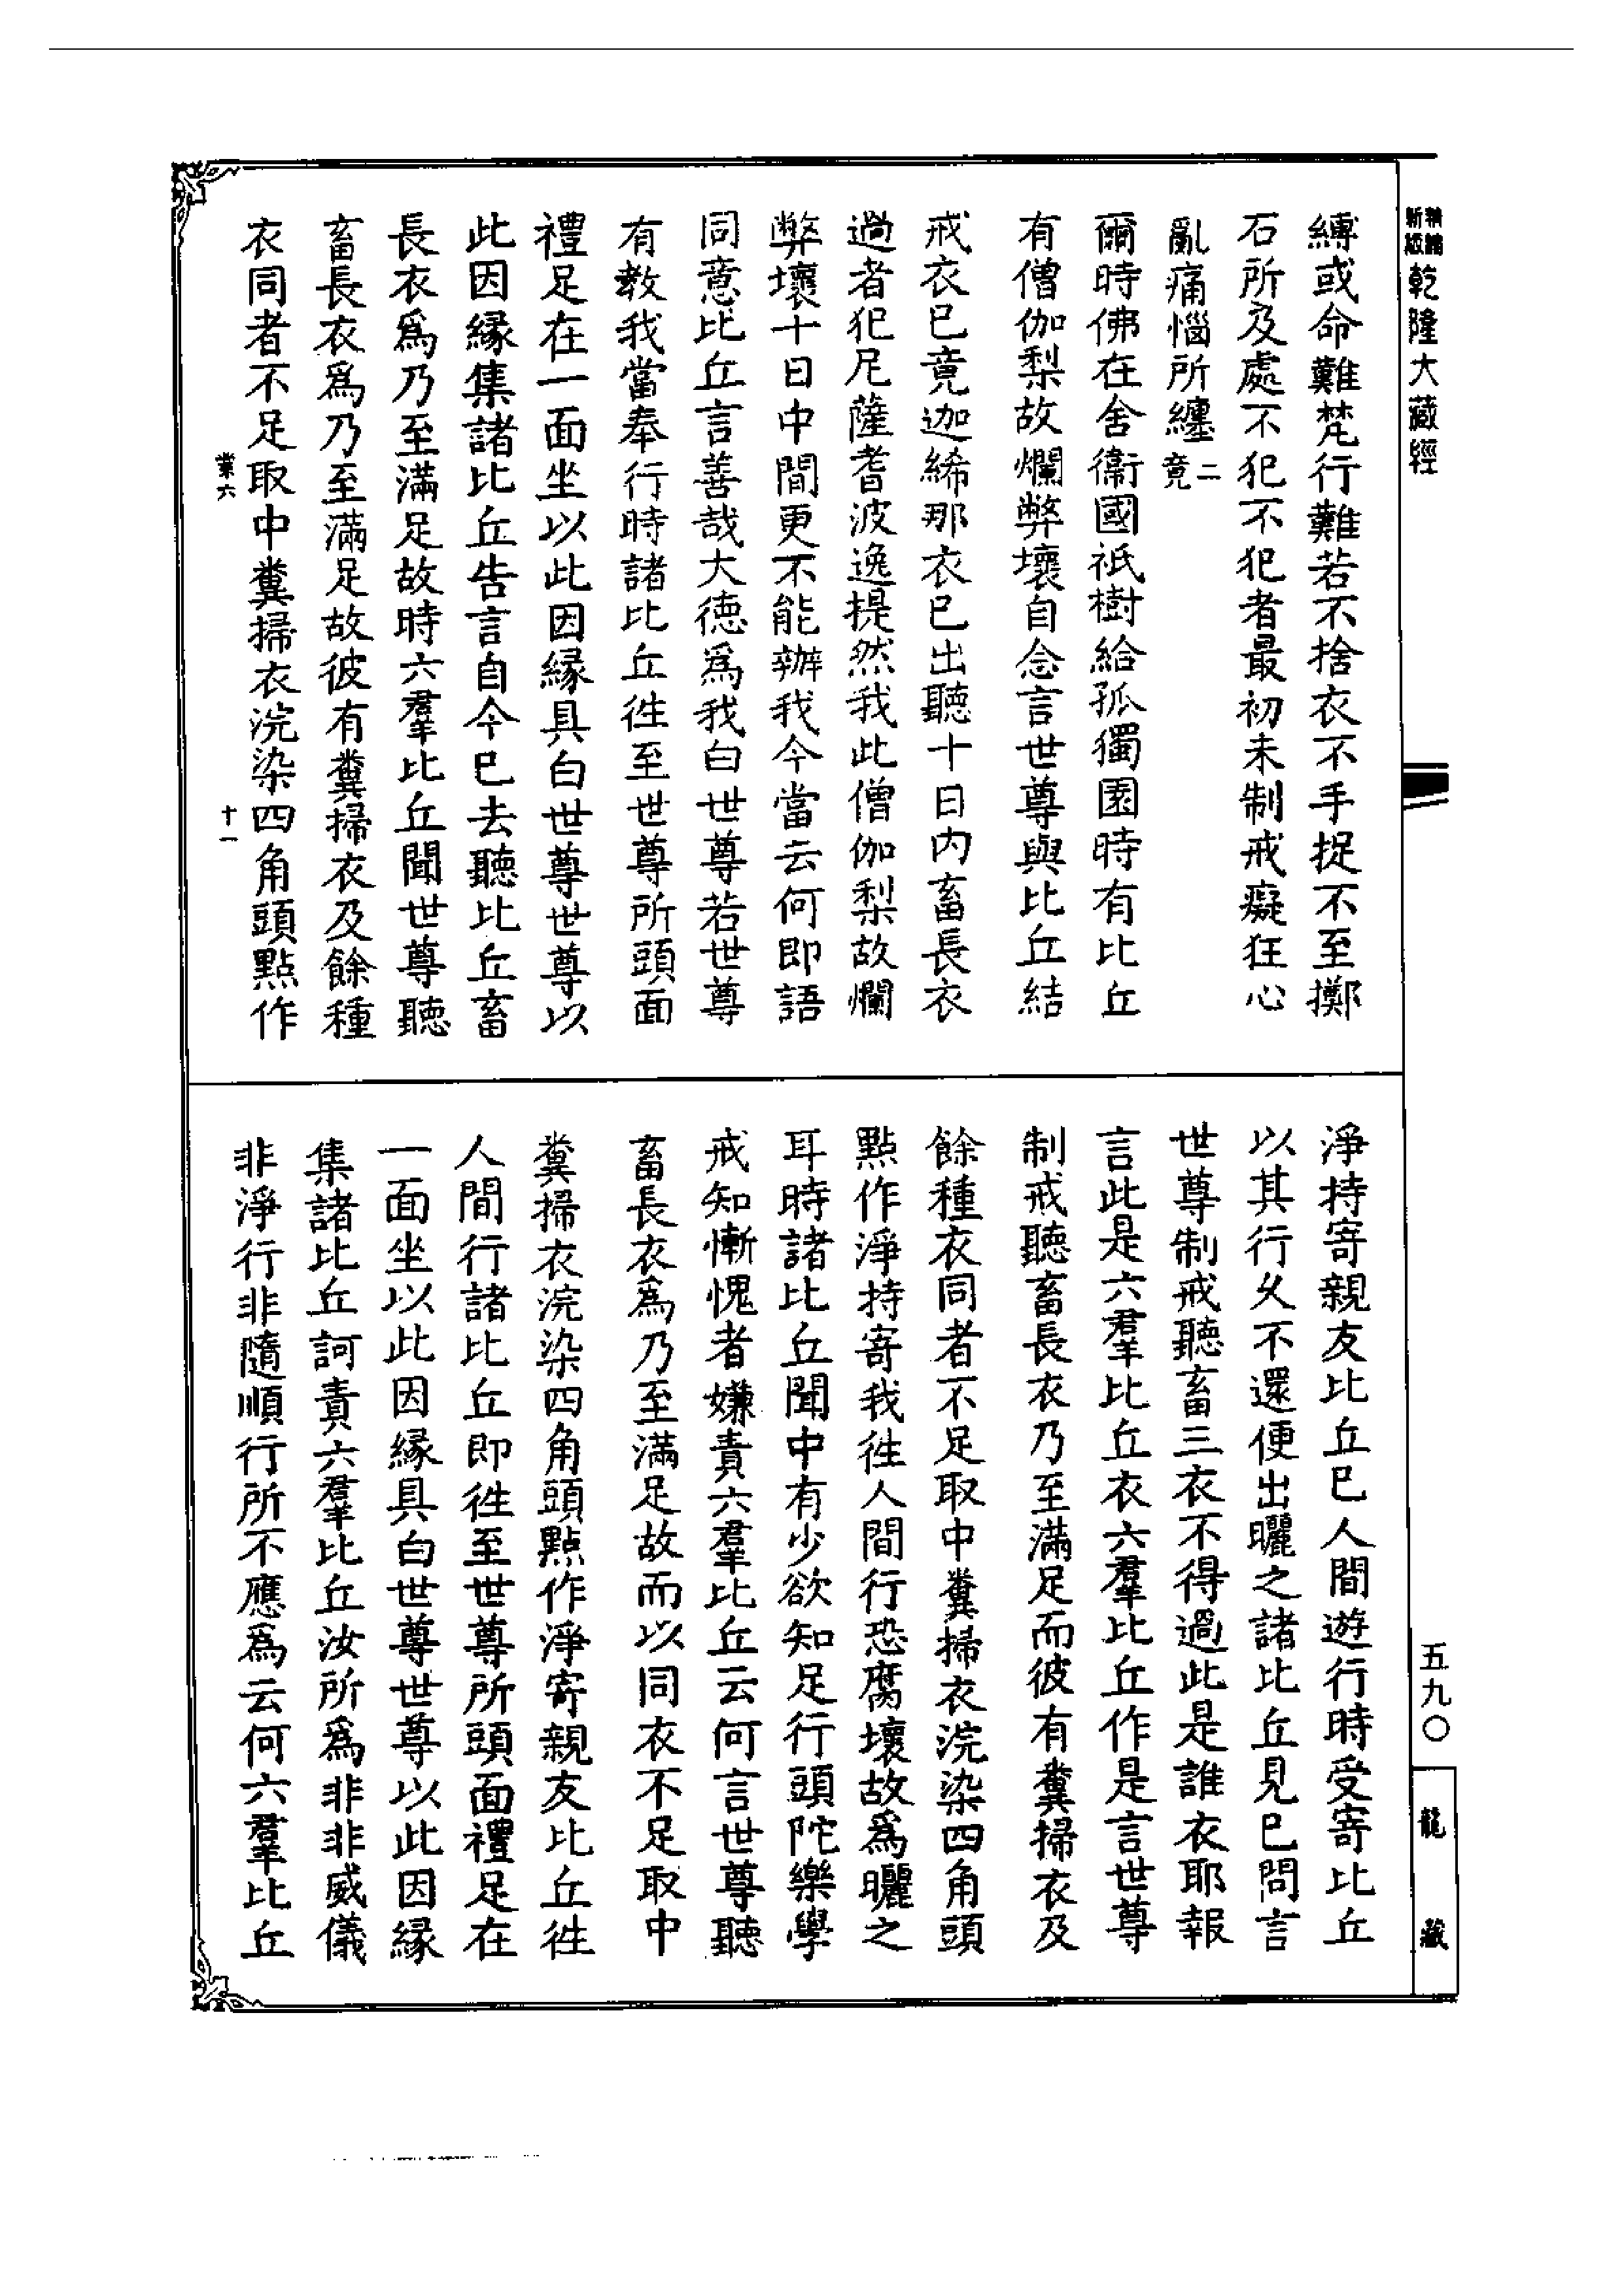 精編新版乾隆大藏經
五九〇
龍藏
縛或命難梵行難若不捨衣不手捉不至擲
石所及處不犯不犯者最初未制戒癡狂心
亂痛惱所纏二竟
爾時佛在舍衞國祇樹給孤獨園時有比丘
有僧伽梨故爛弊壞自念言世尊與比丘結
戒衣已竟迦絺那衣已出聽十日內畜長衣
過者犯尼薩耆波逸提然我此僧伽梨故爛
弊壞十日中間更不能辦我今當云何即語
同意比丘言善哉大德爲我白世尊若世尊
有教我當奉行時諸比丘徃至世尊所頭面
禮足在一面坐以此因緣具白世尊世尊以
此因緣集諸比丘告言自今已去聽比丘畜
長衣爲乃至滿足故時六羣比丘聞世尊聽
畜長衣爲乃至滿足故彼有糞掃衣及餘種
衣同者不足取中糞掃衣浣染四角頭點作
業六 十一
淨持寄親友比丘已人間遊行時受寄比丘
以其行久不還便出曬之諸比丘見已問言
世尊制戒聽畜三衣不得過此是誰衣耶報
言此是六羣比丘衣六羣比丘作是言世尊
制戒聽畜長衣乃至滿足而彼有糞掃衣及
餘種衣同者不足取中糞掃衣浣染四角頭
點作淨持寄我徃人間行恐腐壞故爲曬之
耳時諸比丘聞中有少欲知足行頭陀樂學
戒知慚愧者嫌責六羣比丘云何言世尊聽
畜長衣爲乃至滿足故而以同衣不足取中
糞掃衣浣染四角頭點作淨寄親友比丘徃
人間行諸比丘即徃至世尊所頭面禮足在
一面坐以此因緣具白世尊世尊以此因緣
集諸比丘訶責六羣比丘汝所爲非非威儀
非淨行非隨順行所不應爲云何六羣比丘